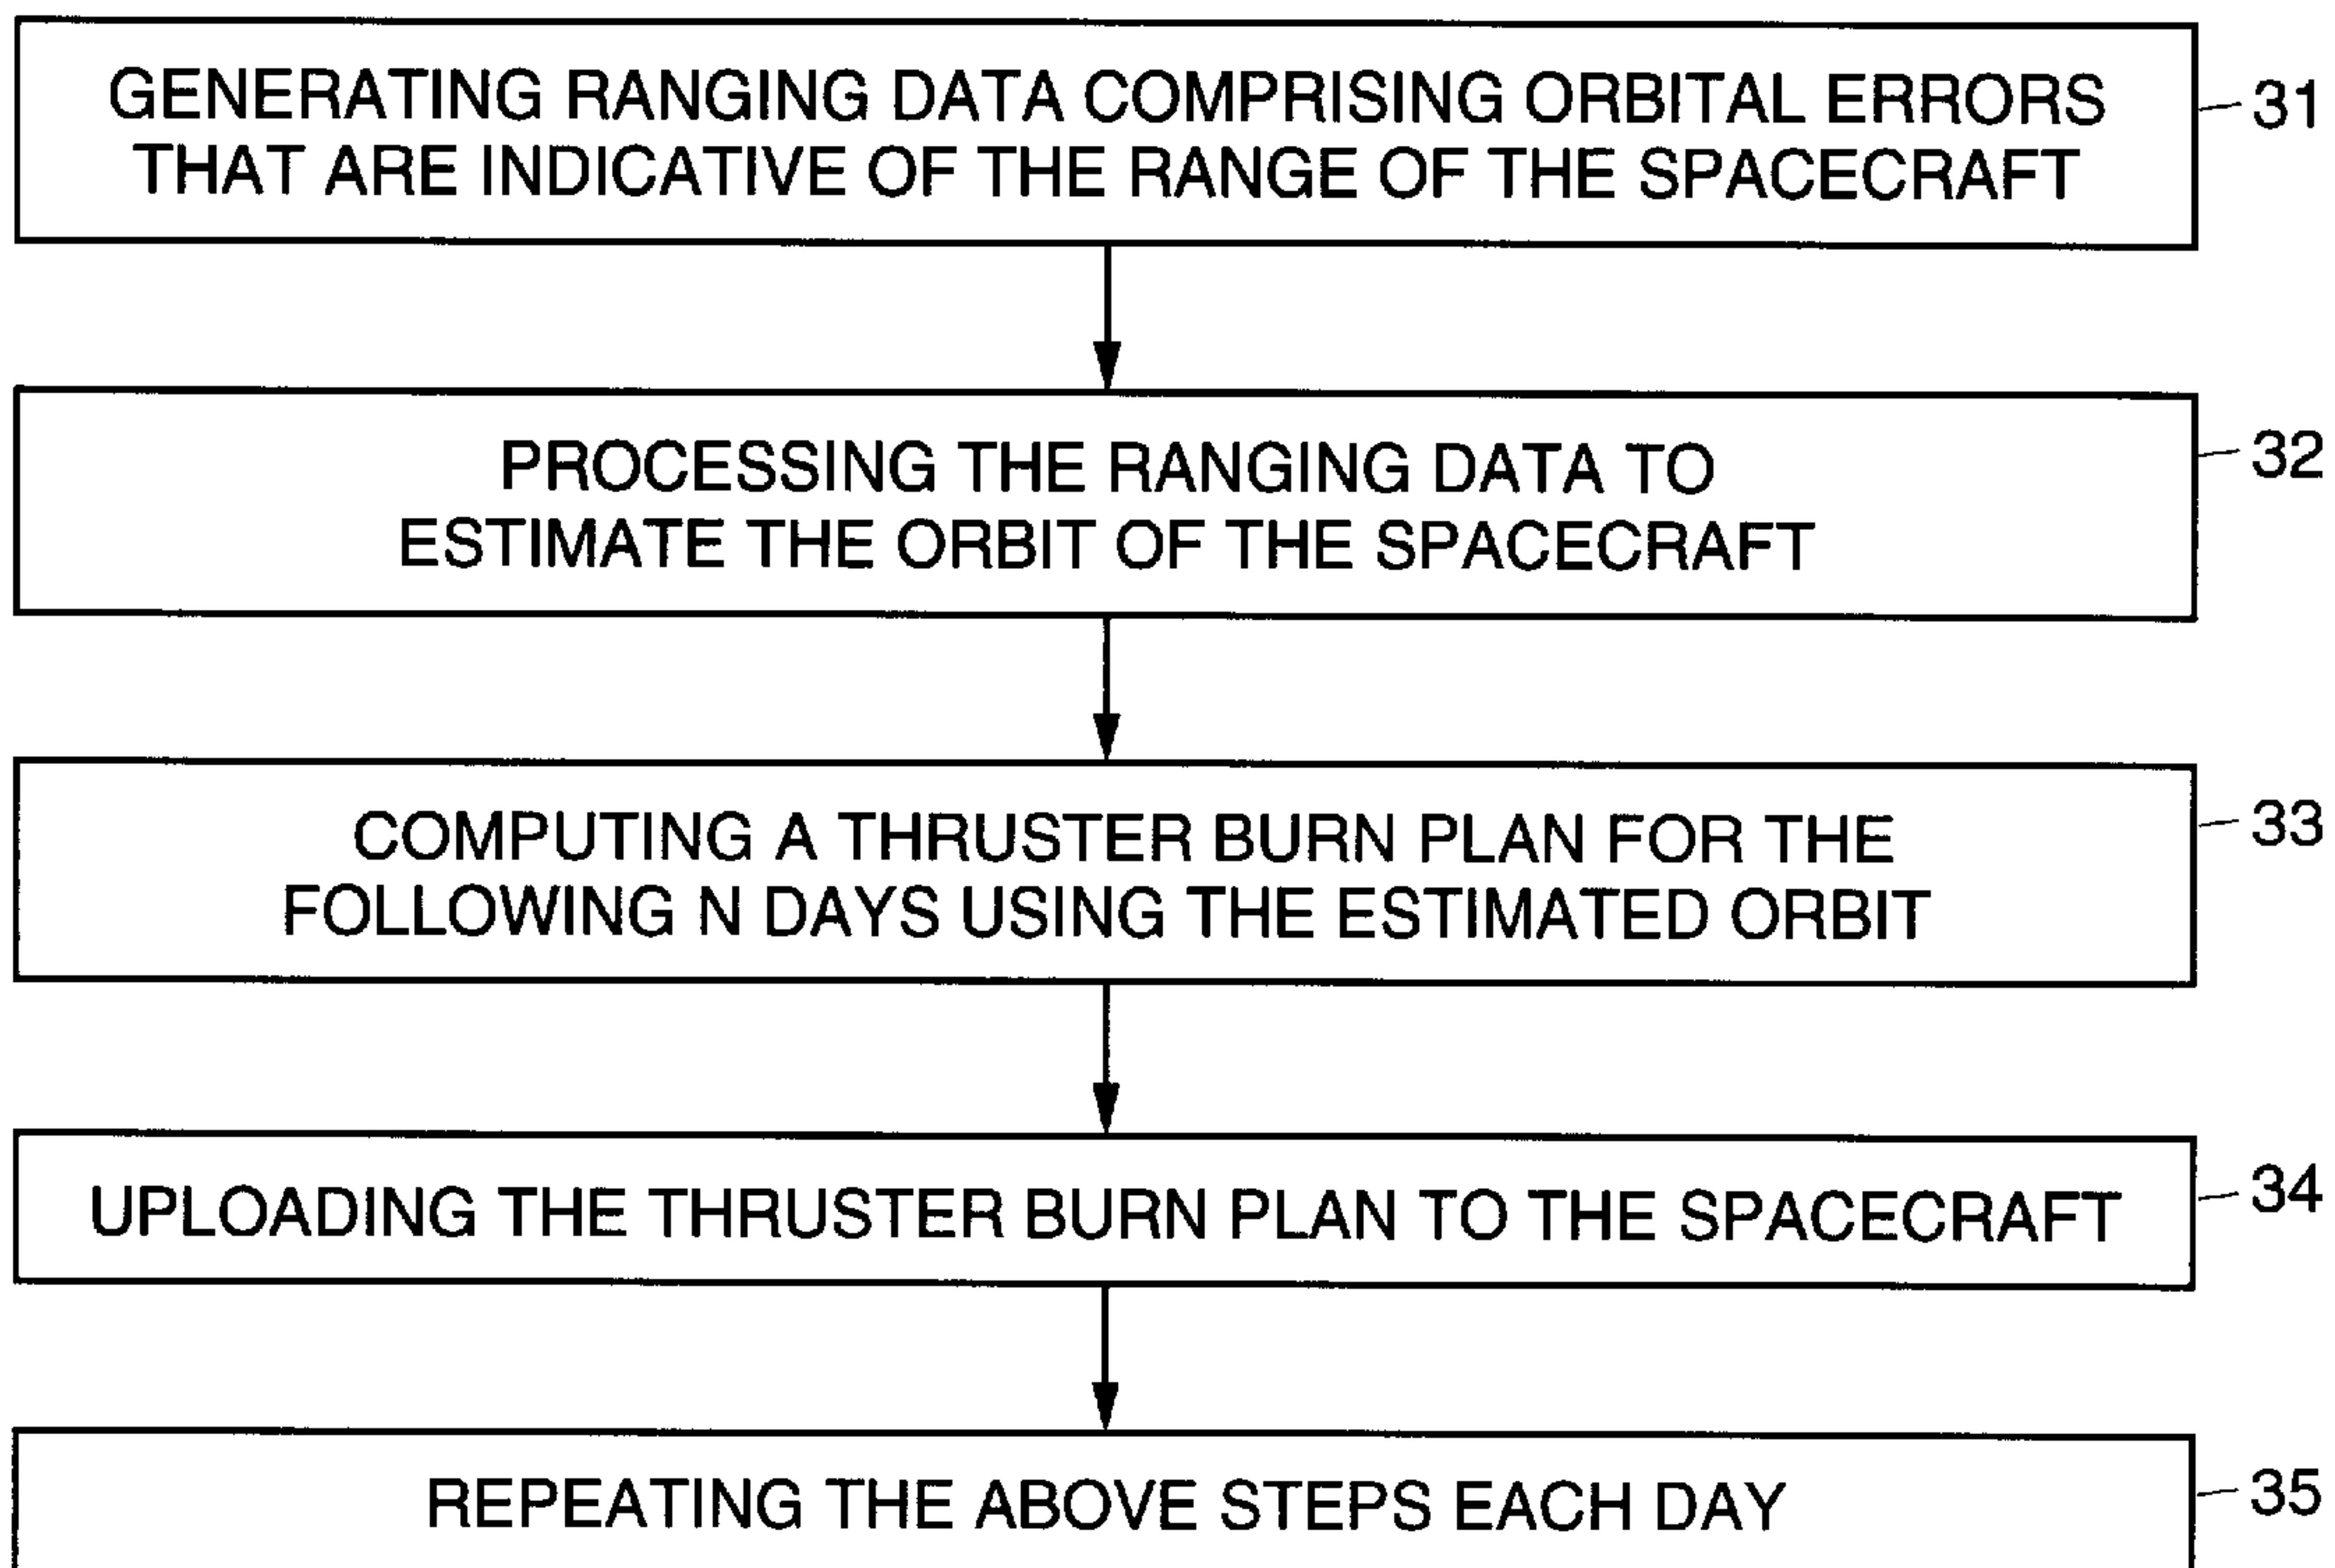 GENERATING RANGING DATA COMPRISING ORBITAL ERRORS
THAT ARE INDICATIVE OF THE RANGE OF THE SPACECRAFT
31
PROCESSING THE RANGING DATA TO
ESTIMATE THE ORBIT OF THE SPACECRAFT
32
COMPUTING A THRUSTER BURN PLAN FOR THE
FOLLOWING N DAYS USING THE ESTIMATED ORBIT
33
UPLOADING THE THRUSTER BURN PLAN TO THE SPACECRAFT
34
REPEATING THE ABOVE STEPS EACH DAY
35